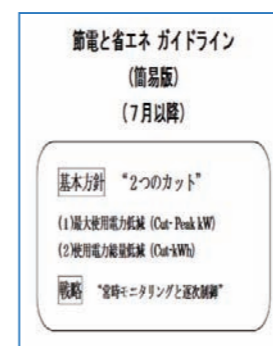 節電と省エネ ガイドライン
(簡易版)
(7月以降)
基本方針 “2つのカット”
(1)最大使用電力低減 (Cut-Peak kW)
(2)使用電力総量低減 (Cut-kWh)
戦略 “常時モニタリングと逐次制御”